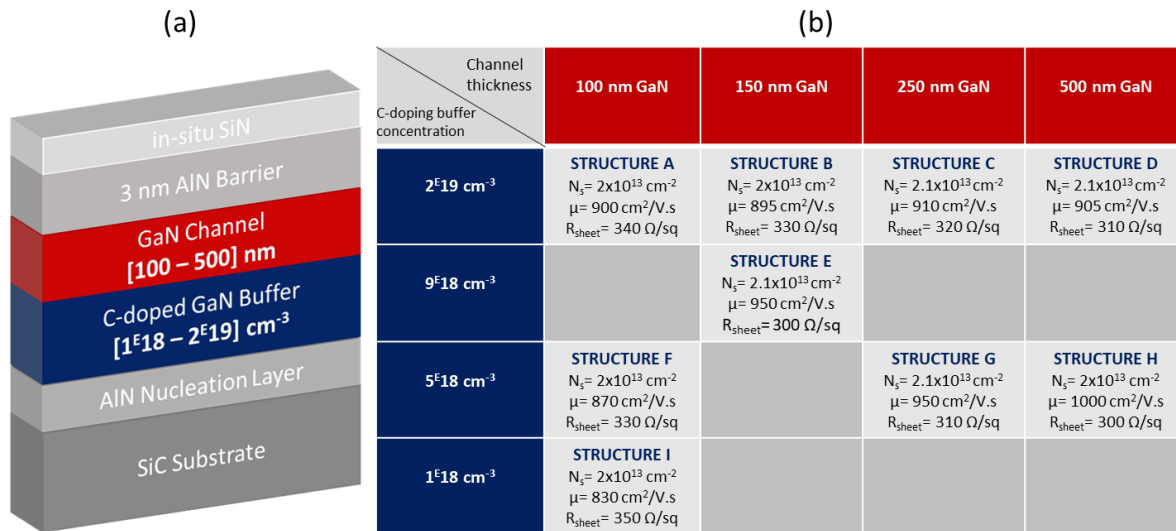 (a)
in-situ SiN
3 nm AlN Barrier
GaN Channel
[100 – 500] nm
C-doped GaN Buffer
[1ᴱ18 – 2ᴱ19] cm⁻³
AlN Nucleation Layer
SiC Substrate
(b)
Channel
thickness
C-doping buffer
concentration
100 nm GaN
150 nm GaN
250 nm GaN
500 nm GaN
2ᴱ19 cm⁻³
STRUCTURE A
Nₛ= 2x10¹³ cm⁻²
μ= 900 cm²/V.s
Rₛₕₑₑₜ= 340 Ω/sq
STRUCTURE B
Nₛ= 2x10¹³ cm⁻²
μ= 895 cm²/V.s
Rₛₕₑₑₜ= 330 Ω/sq
STRUCTURE C
Nₛ= 2.1x10¹³ cm⁻²
μ= 910 cm²/V.s
Rₛₕₑₑₜ= 320 Ω/sq
STRUCTURE D
Nₛ= 2.1x10¹³ cm⁻²
μ= 905 cm²/V.s
Rₛₕₑₑₜ= 310 Ω/sq
9ᴱ18 cm⁻³
STRUCTURE E
Nₛ= 2.1x10¹³ cm⁻²
μ= 950 cm²/V.s
Rₛₕₑₑₜ= 300 Ω/sq
5ᴱ18 cm⁻³
STRUCTURE F
Nₛ= 2x10¹³ cm⁻²
μ= 870 cm²/V.s
Rₛₕₑₑₜ= 330 Ω/sq
STRUCTURE G
Nₛ= 2.1x10¹³ cm⁻²
μ= 950 cm²/V.s
Rₛₕₑₑₜ= 310 Ω/sq
STRUCTURE H
Nₛ= 2x10¹³ cm⁻²
μ= 1000 cm²/V.s
Rₛₕₑₑₜ= 300 Ω/sq
1ᴱ18 cm⁻³
STRUCTURE I
Nₛ= 2x10¹³ cm⁻²
μ= 830 cm²/V.s
Rₛₕₑₑₜ= 350 Ω/sq